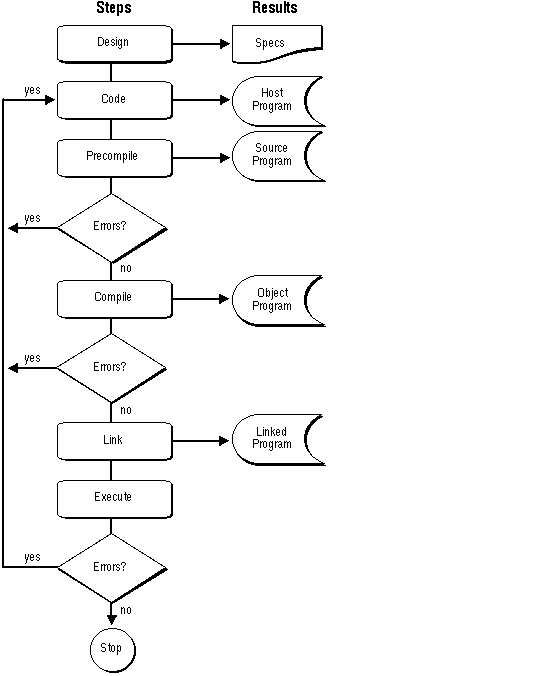 Steps Results
Design Specs
yes Code Host
Program
Precompile Source
Program
yes Errors?
no
Compile Object
Program
yes Errors?
no
Link Linked
Program
Execute
yes Errors?
no
Stop